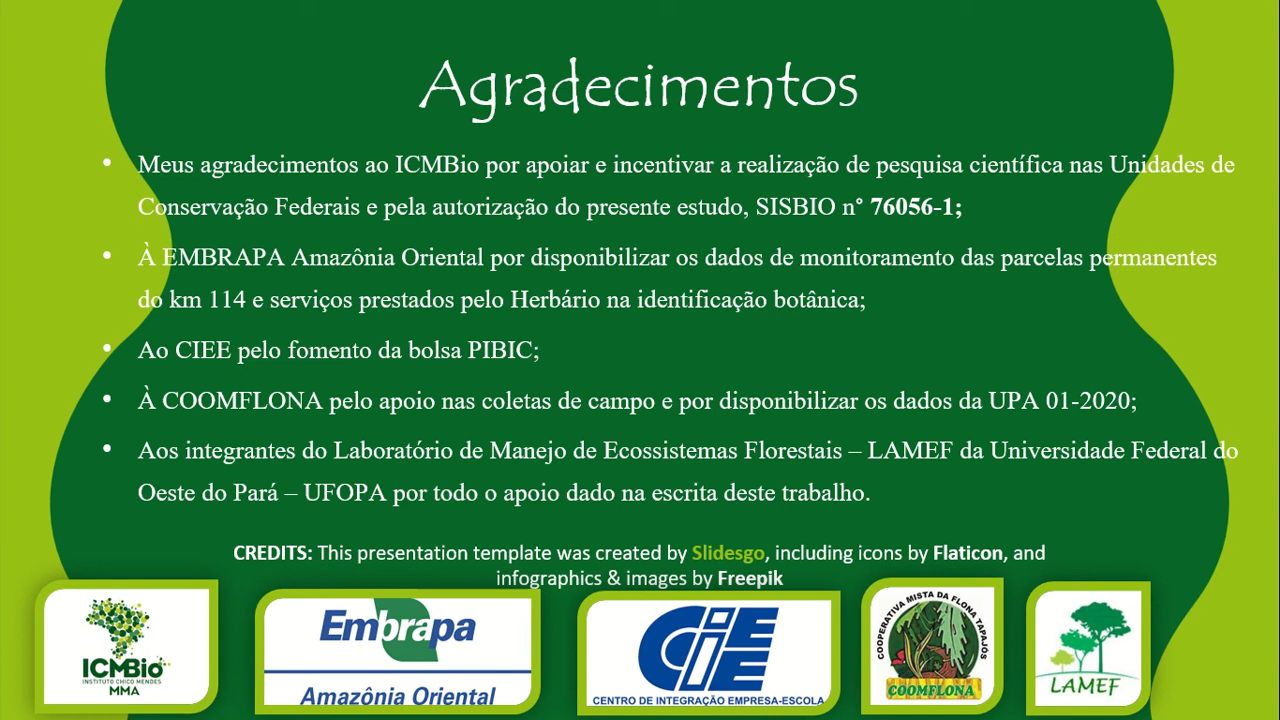 Agradecimentos
• Meus agradecimentos ao ICMBio por apoiar e incentivar a realização de pesquisa científica nas Unidades de
Conservação Federais e pela autorização do presente estudo, SISBIO n° 76056-1;
• À EMBRAPA Amazônia Oriental por disponibilizar os dados de monitoramento das parcelas permanentes
do km 114 e serviços prestados pelo Herbário na identificação botânica;
• Ao CIEE pelo fomento da bolsa PIBIC;
• À COOMFLONA pelo apoio nas coletas de campo e por disponibilizar os dados da UPA 01-2020;
• Aos integrantes do Laboratório de Manejo de Ecossistemas Florestais – LAMEF da Universidade Federal do
Oeste do Pará – UFOPA por todo o apoio dado na escrita deste trabalho.
CREDITS: This presentation template was created by Slidesgo, including icons by Flaticon, and
infographics & images by Freepik
ICMBio
INSTITUTO CHICO MENDES
MMA
Embrapa
Amazônia Oriental
CIEE
CENTRO DE INTEGRAÇÃO EMPRESA-ESCOLA
COOPERATIVA MISTA DA FLONA TAPAJÓS
COOMFLONA
LAMEF